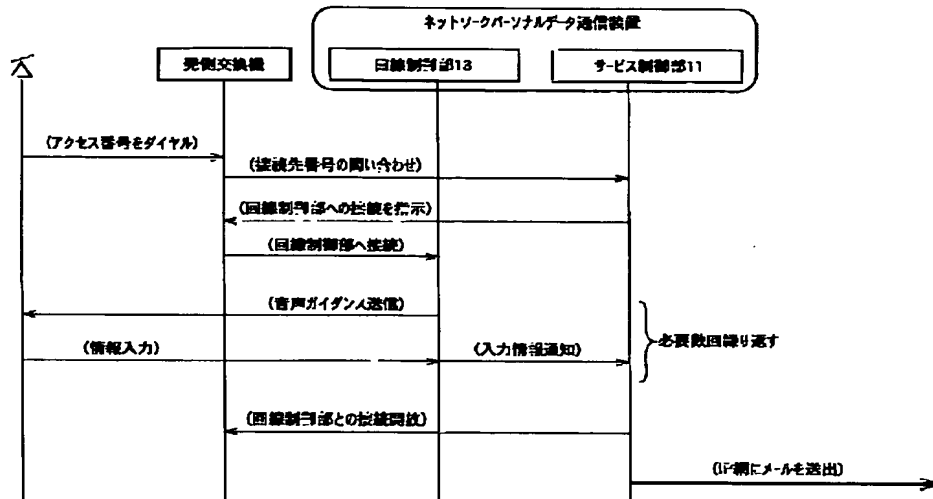 ネットワークパーソナルデータ通信装置
発側交換機
回線制御部13
サービス制御部11
(アクセス番号をダイヤル)
(接続先番号の問い合わせ)
(回線制御部への接続を指示)
(回線制御部へ接続)
(音声ガイダンス送信)
(情報入力)
(入力情報通知)
必要数回繰り返す
(回線制御部との接続開放)
(IP網にメールを送出)